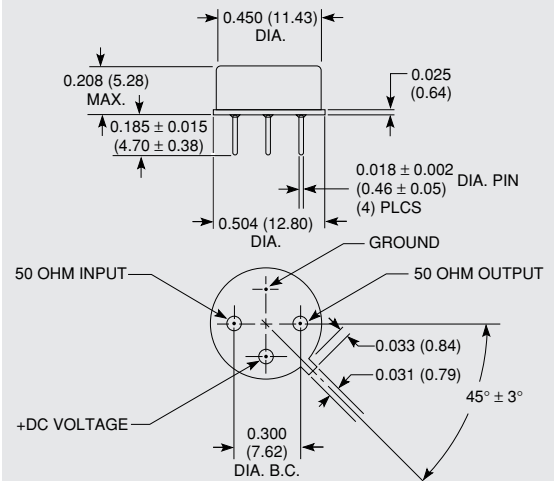 0.450 (11.43)
DIA.
0.208 (5.28)
MAX.
0.025
(0.64)
0.185 ± 0.015
(4.70 ± 0.38)
0.018 ± 0.002
(0.46 ± 0.05)
(4) PLCS
DIA. PIN
0.504 (12.80)
DIA.
GROUND
50 OHM INPUT
50 OHM OUTPUT
0.033 (0.84)
0.031 (0.79)
45° ± 3°
+DC VOLTAGE
0.300
(7.62)
DIA. B.C.